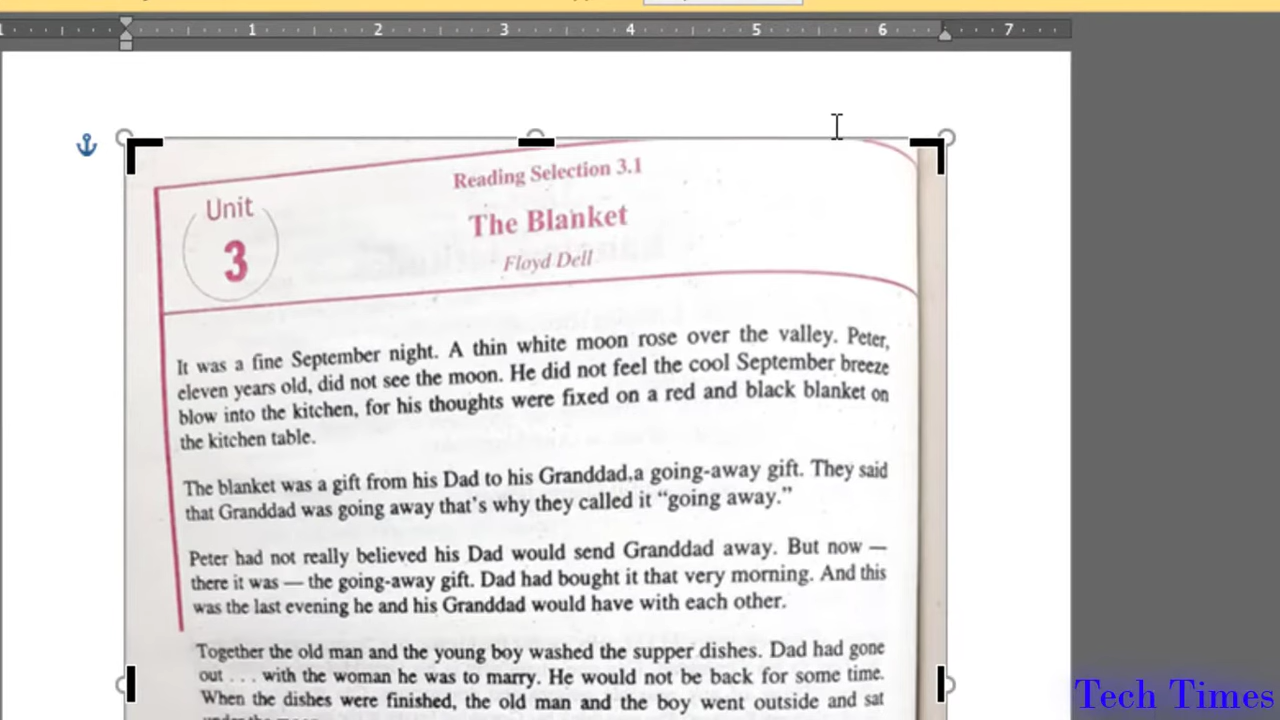 1 2 3 4 5 6 7
Reading Selection 3.1
Unit
3
The Blanket
Floyd Dell
It was a fine September night. A thin white moon rose over the valley. Peter,
eleven years old, did not see the moon. He did not feel the cool September breeze
blow into the kitchen, for his thoughts were fixed on a red and black blanket on
the kitchen table.
The blanket was a gift from his Dad to his Granddad,a going-away gift. They said
that Granddad was going away that's why they called it “going away.”
Peter had not really believed his Dad would send Granddad away. But now —
there it was — the going-away gift. Dad had bought it that very morning. And this
was the last evening he and his Granddad would have with each other.
Together the old man and the young boy washed the supper dishes. Dad had gone
out . . . with the woman he was to marry. He would not be back for some time.
When the dishes were finished, the old man and the boy went outside and sat
Tech Times